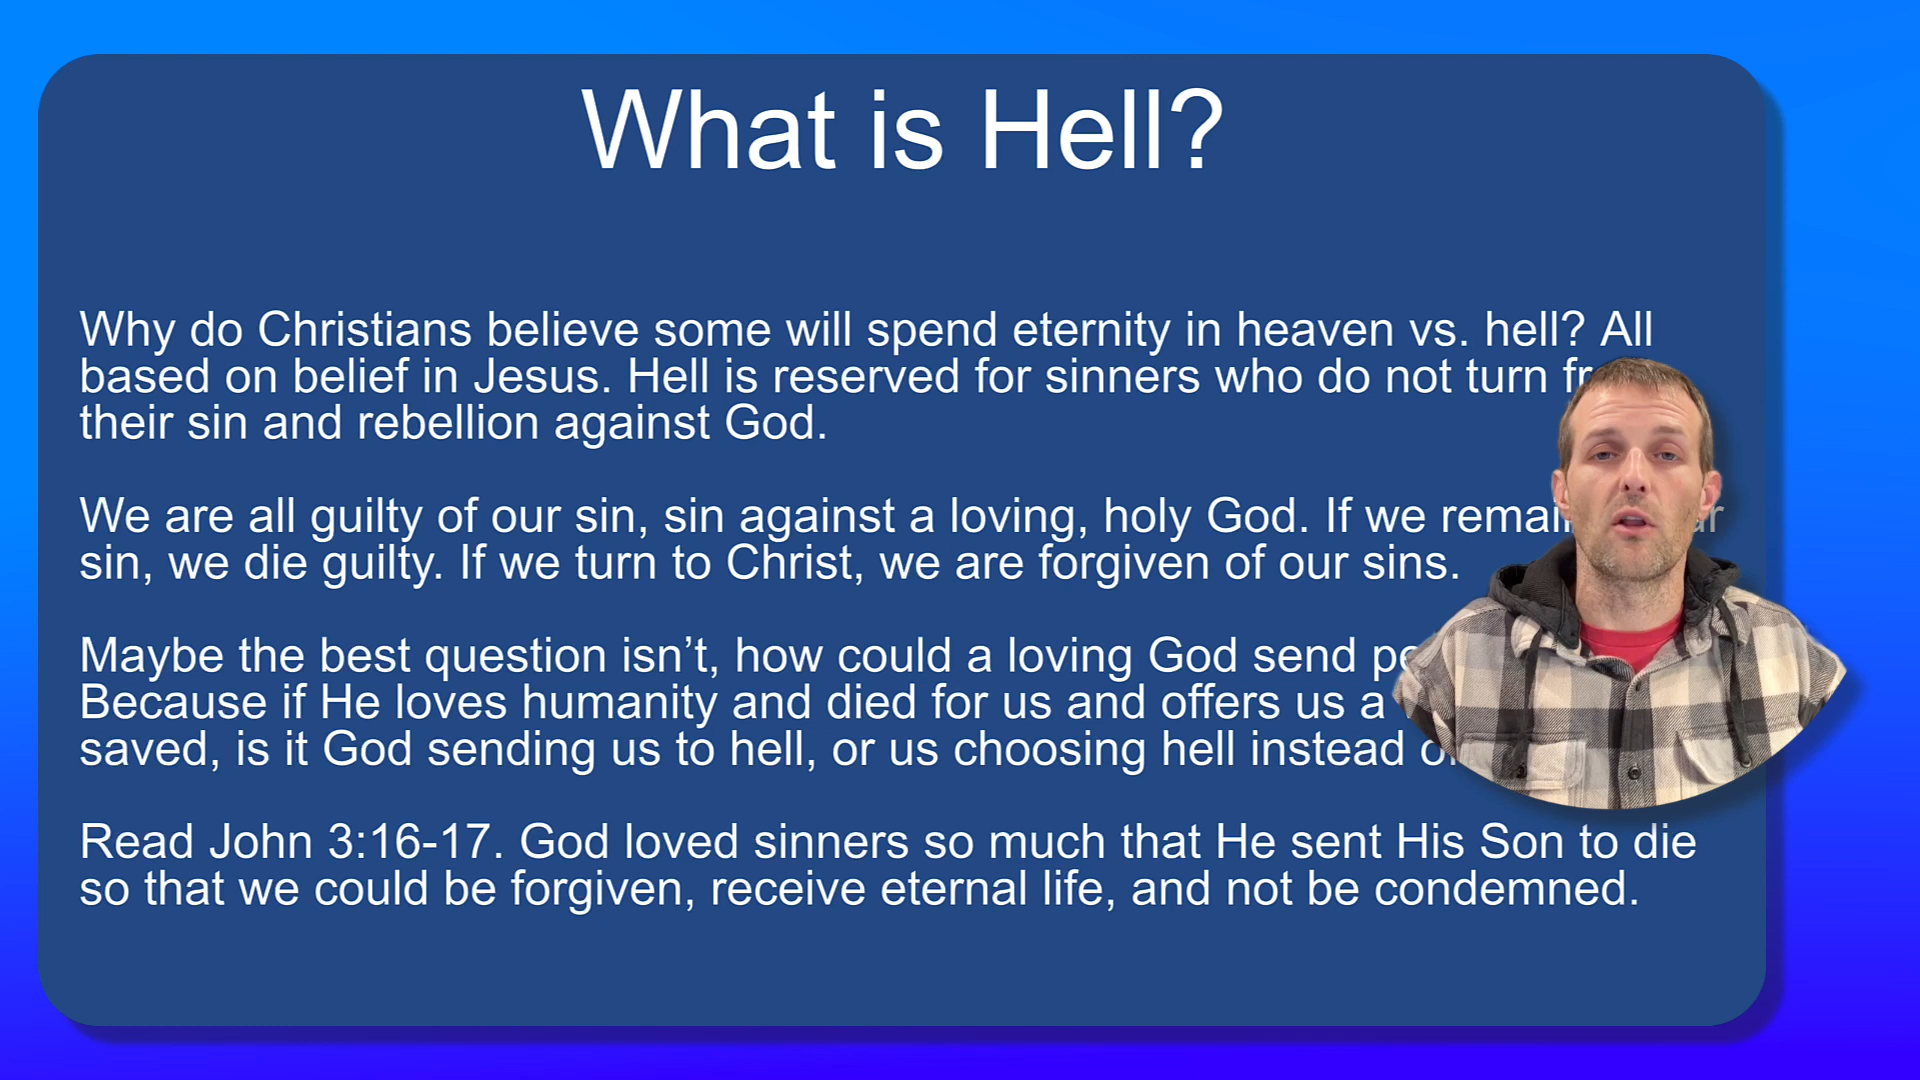 What is Hell?
Why do Christians believe some will spend eternity in heaven vs. hell? All
based on belief in Jesus. Hell is reserved for sinners who do not turn
their sin and rebellion against God.
We are all guilty of our sin, sin against a loving, holy God. If we
sin, we die guilty. If we turn to Christ, we are forgiven of our sins.
Maybe the best question isn’t, how could a loving God send
Because if He loves humanity and died for us and offers us a
saved, is it God sending us to hell, or us choosing hell instead
Read John 3:16-17. God loved sinners so much that He sent His Son to die
so that we could be forgiven, receive eternal life, and not be condemned.